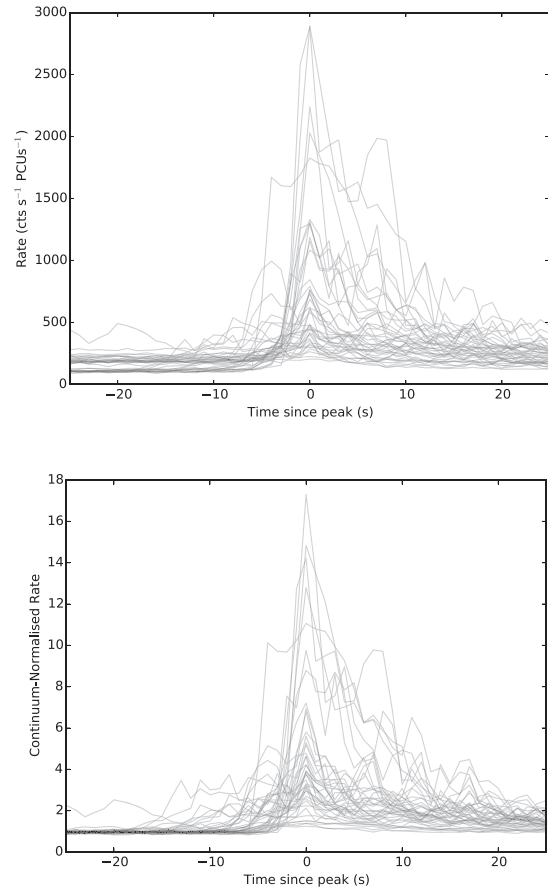 3000
2500
2000
1500
1000
500
0
Rate (cts s⁻¹ PCUs⁻¹)
−20 −10 0 10 20
Time since peak (s)
18
16
14
12
10
8
6
4
2
0
Continuum-Normalised Rate
−20 −10 0 10 20
Time since peak (s)